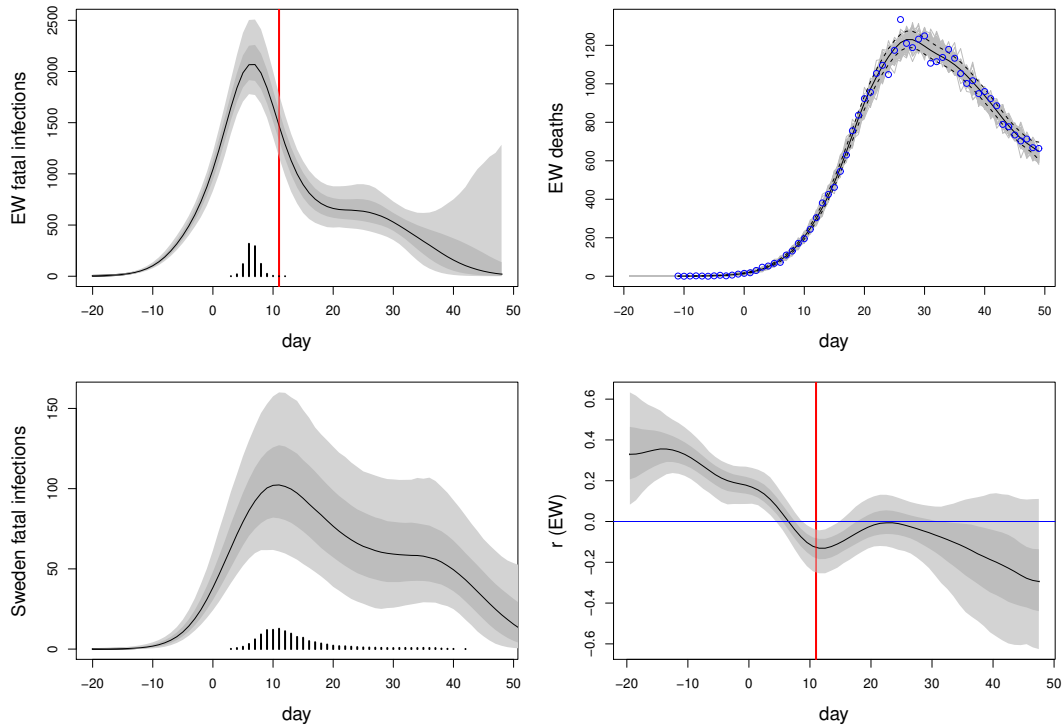 EW fatal infections
0 500 1000 1500 2000 2500
−20 −10 0 10 20 30 40 50
day
EW deaths
0 200 400 600 800 1000 1200
−20 −10 0 10 20 30 40 50
day
Sweden fatal infections
0 50 100 150
−20 −10 0 10 20 30 40 50
day
r (EW)
−0.6 −0.4 −0.2 0.0 0.2 0.4 0.6
−20 −10 0 10 20 30 40 50
day